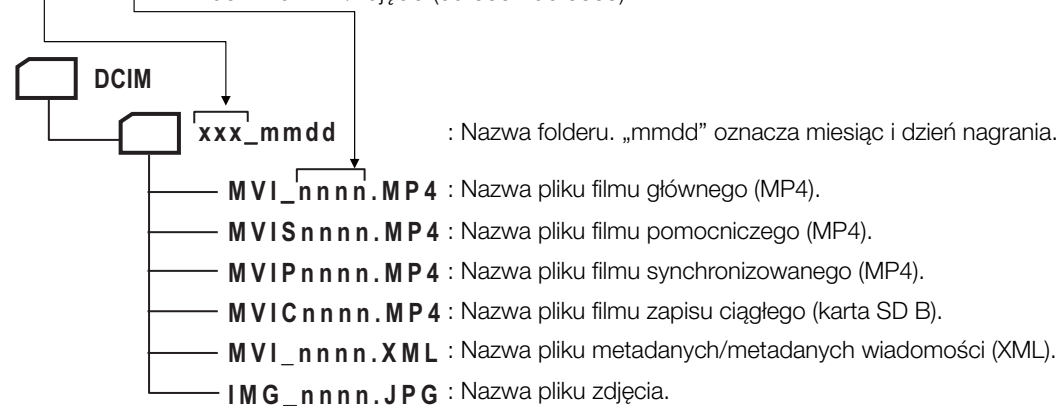 DCIM
xxx_mmdd : Nazwa folderu. „mmdd” oznacza miesiąc i dzień nagrania.
MVI_nnnn.MP4 : Nazwa pliku filmu głównego (MP4).
MVISnnnn.MP4 : Nazwa pliku filmu pomocniczego (MP4).
MVIPnnnn.MP4 : Nazwa pliku filmu synchronizowanego (MP4).
MVICnnnn.MP4 : Nazwa pliku filmu zapisu ciągłego (karta SD B).
MVI_nnnn.XML : Nazwa pliku metadanych/metadanych wiadomości (XML).
IMG_nnnn.JPG : Nazwa pliku zdjęcia.